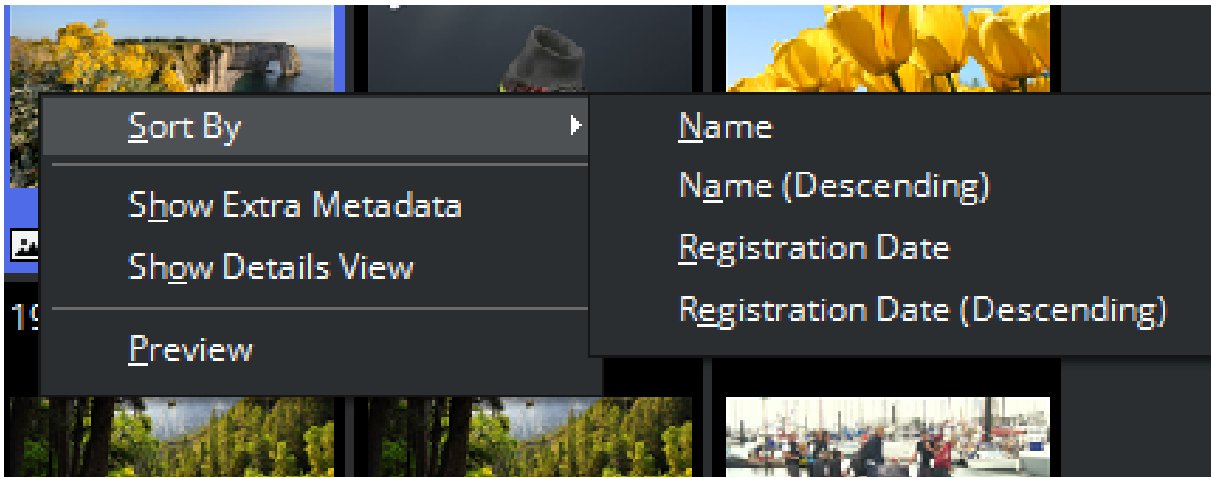 Sort By
Show Extra Metadata
Show Details View
Preview
Name
Name (Descending)
Registration Date
Registration Date (Descending)